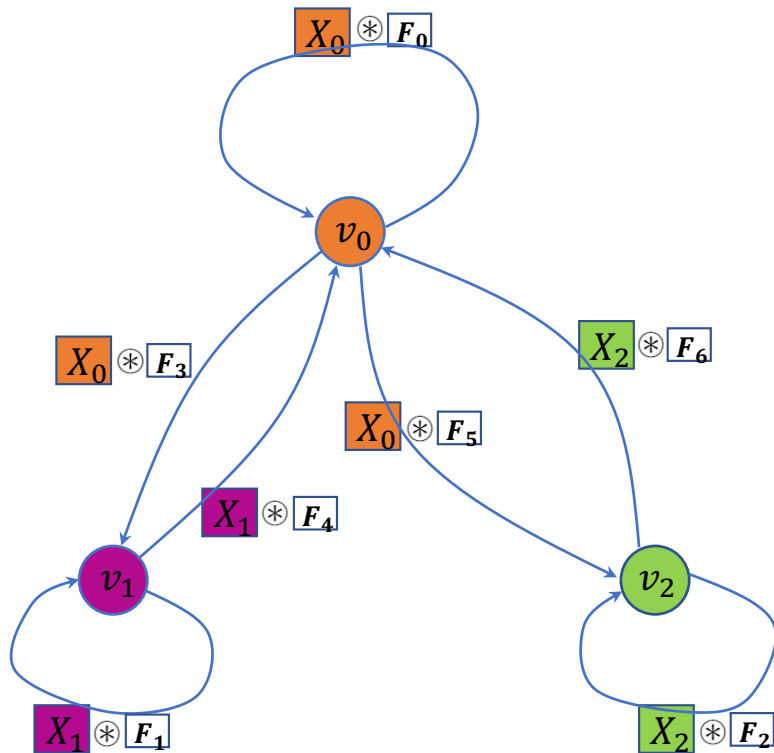 X₀ ⊛ F₀
v₀
X₂ ⊛ F₆
X₀ ⊛ F₃
X₀ ⊛ F₅
X₁ ⊛ F₄
v₁
v₂
X₁ ⊛ F₁
X₂ ⊛ F₂